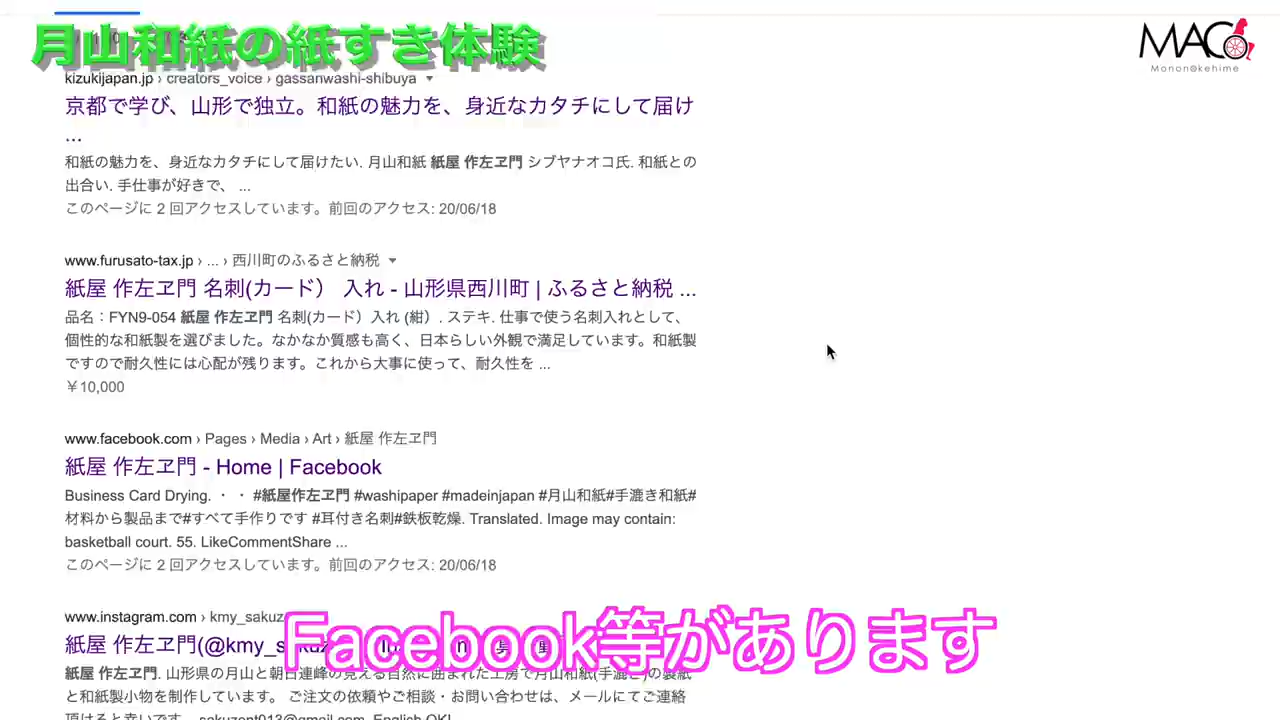 月山和紙の紙すき体験
MACO
Mononokehime
kizukijapan.jp › creators_voice › gassanwashi-shibuya
京都で学び、山形で独立。和紙の魅力を、身近なカタチにして届け
...
和紙の魅力を、身近なカタチにして届けたい. 月山和紙 紙屋 作左ヱ門 シブヤナオコ氏. 和紙との
出合い. 手仕事が好きで、 ...
このページに 2 回アクセスしています。前回のアクセス: 20/06/18
www.furusato-tax.jp › ... › 西川町のふるさと納税
紙屋 作左ヱ門 名刺(カード） 入れ - 山形県西川町 | ふるさと納税 ...
品名：FYN9-054 紙屋 作左ヱ門 名刺(カード）入れ (紺）. ステキ. 仕事で使う名刺入れとして、
個性的な和紙製を選びました。なかなか質感も高く、日本らしい外観で満足しています。和紙製
ですので耐久性には心配が残ります。これから大事に使って、耐久性を ...
￥10,000
www.facebook.com › Pages › Media › Art › 紙屋 作左ヱ門
紙屋 作左ヱ門 - Home | Facebook
Business Card Drying. ・ ・ #紙屋作左ヱ門 #washipaper #madeinjapan #月山和紙#手漉き和紙#
材料から製品まで#すべて手作りです #耳付き名刺#鉄板乾燥. Translated. Image may contain:
basketball court. 55. LikeCommentShare ...
このページに 2 回アクセスしています。前回のアクセス: 20/06/18
www.instagram.com › kmy_sakuz
紙屋 作左ヱ門(@kmy_s
Facebook等があります
紙屋 作左ヱ門. 山形県の月山と朝日連峰の見える自然に囲まれた工房で月山和紙(手漉き)の製紙
と和紙製小物を制作しています。 ご注文の依頼やご相談・お問い合わせは、メールにてご連絡
頂けると幸いです。 sakuzent013@gmail.com. English OK!